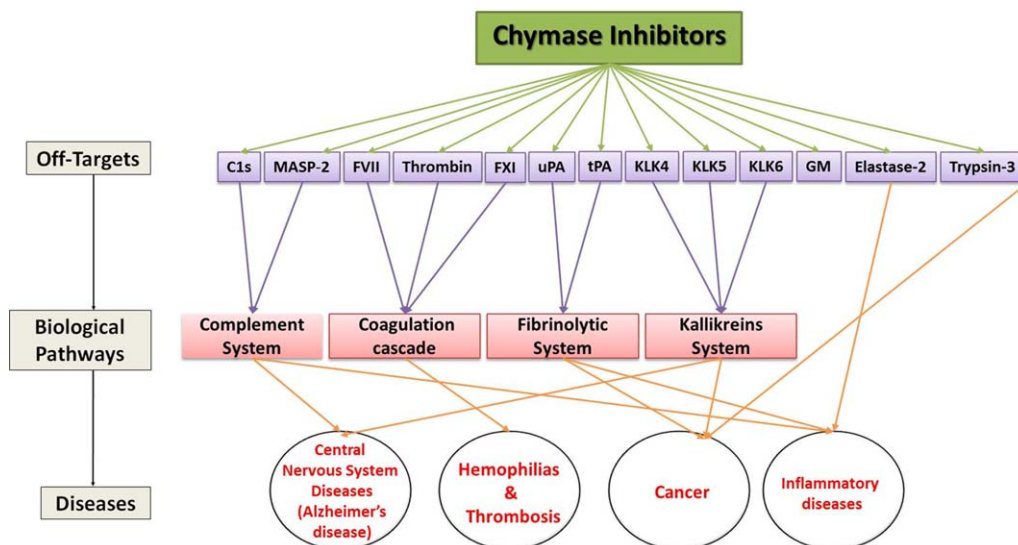 Chymase Inhibitors
Off-Targets
C1s
MASP-2
FVII
Thrombin
FXI
uPA
tPA
KLK4
KLK5
KLK6
GM
Elastase-2
Trypsin-3
Biological
Pathways
Complement
System
Coagulation
cascade
Fibrinolytic
System
Kallikreins
System
Diseases
Central
Nervous System
Diseases
(Alzheimer's
disease)
Hemophilias
&
Thrombosis
Cancer
Inflammatory
diseases